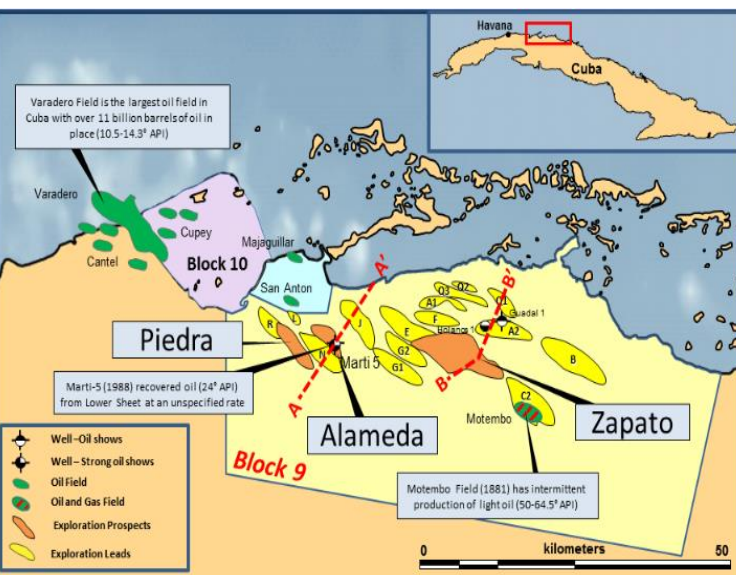 Havana
Cuba
Varadero Field is the largest oil field in
Cuba with over 11 billion barrels of oil in
place (10.5-14.3° API)
Varadero
Cupey
Cantel
Block 10
Majaguillar
San Anton
A'
B'
Q3
Q2
A1
F
Guadal 1
A2
R
J
E
N
G2
G1
B
C2
Piedra
Marti 5
Marti-5 (1988) recovered oil (24° API)
from Lower Sheet at an unspecified rate
A
B
Alameda
Motembo
Zapato
Block 9
Motembo Field (1881) has intermittent
production of light oil (50-64.5° API)
Well -Oil shows
Well – Strong oil shows
Oil Field
Oil and Gas Field
Exploration Prospects
Exploration Leads
0 kilometers 50